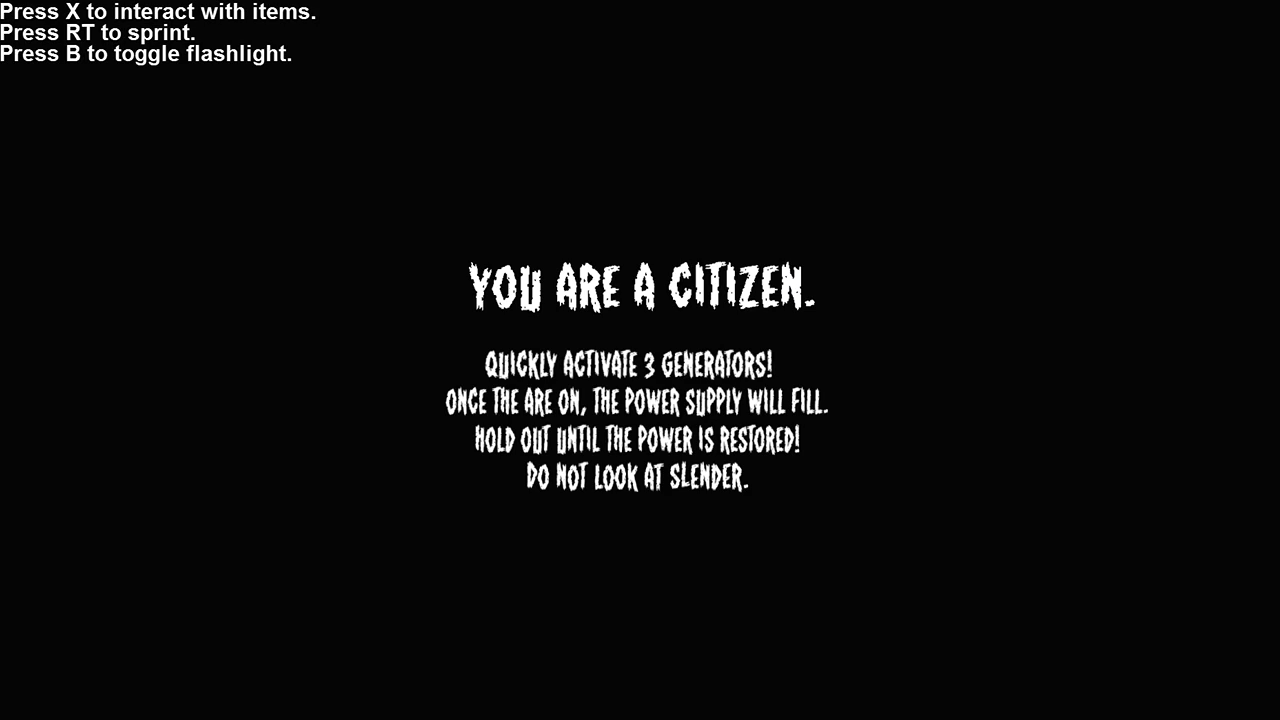 Press X to interact with items.
Press RT to sprint.
Press B to toggle flashlight.
YOU ARE A CITIZEN.
QUICKLY ACTIVATE 3 GENERATORS!
ONCE THE ARE ON, THE POWER SUPPLY WILL FILL.
HOLD OUT UNTIL THE POWER IS RESTORED!
DO NOT LOOK AT SLENDER.